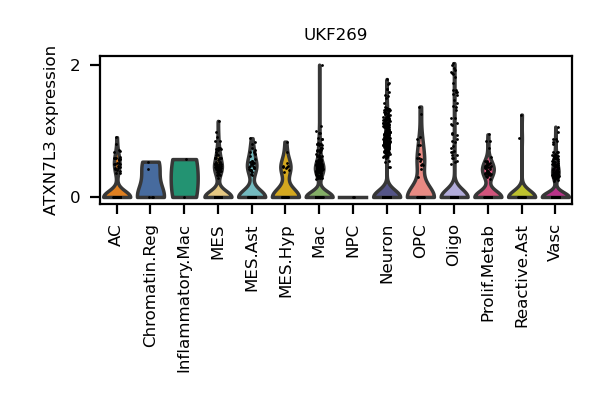 UKF269
ATXN7L3 expression
2
0
AC
Chromatin.Reg
Inflammatory.Mac
MES
MES.Ast
MES.Hyp
Mac
NPC
Neuron
OPC
Oligo
Prolif.Metab
Reactive.Ast
Vasc